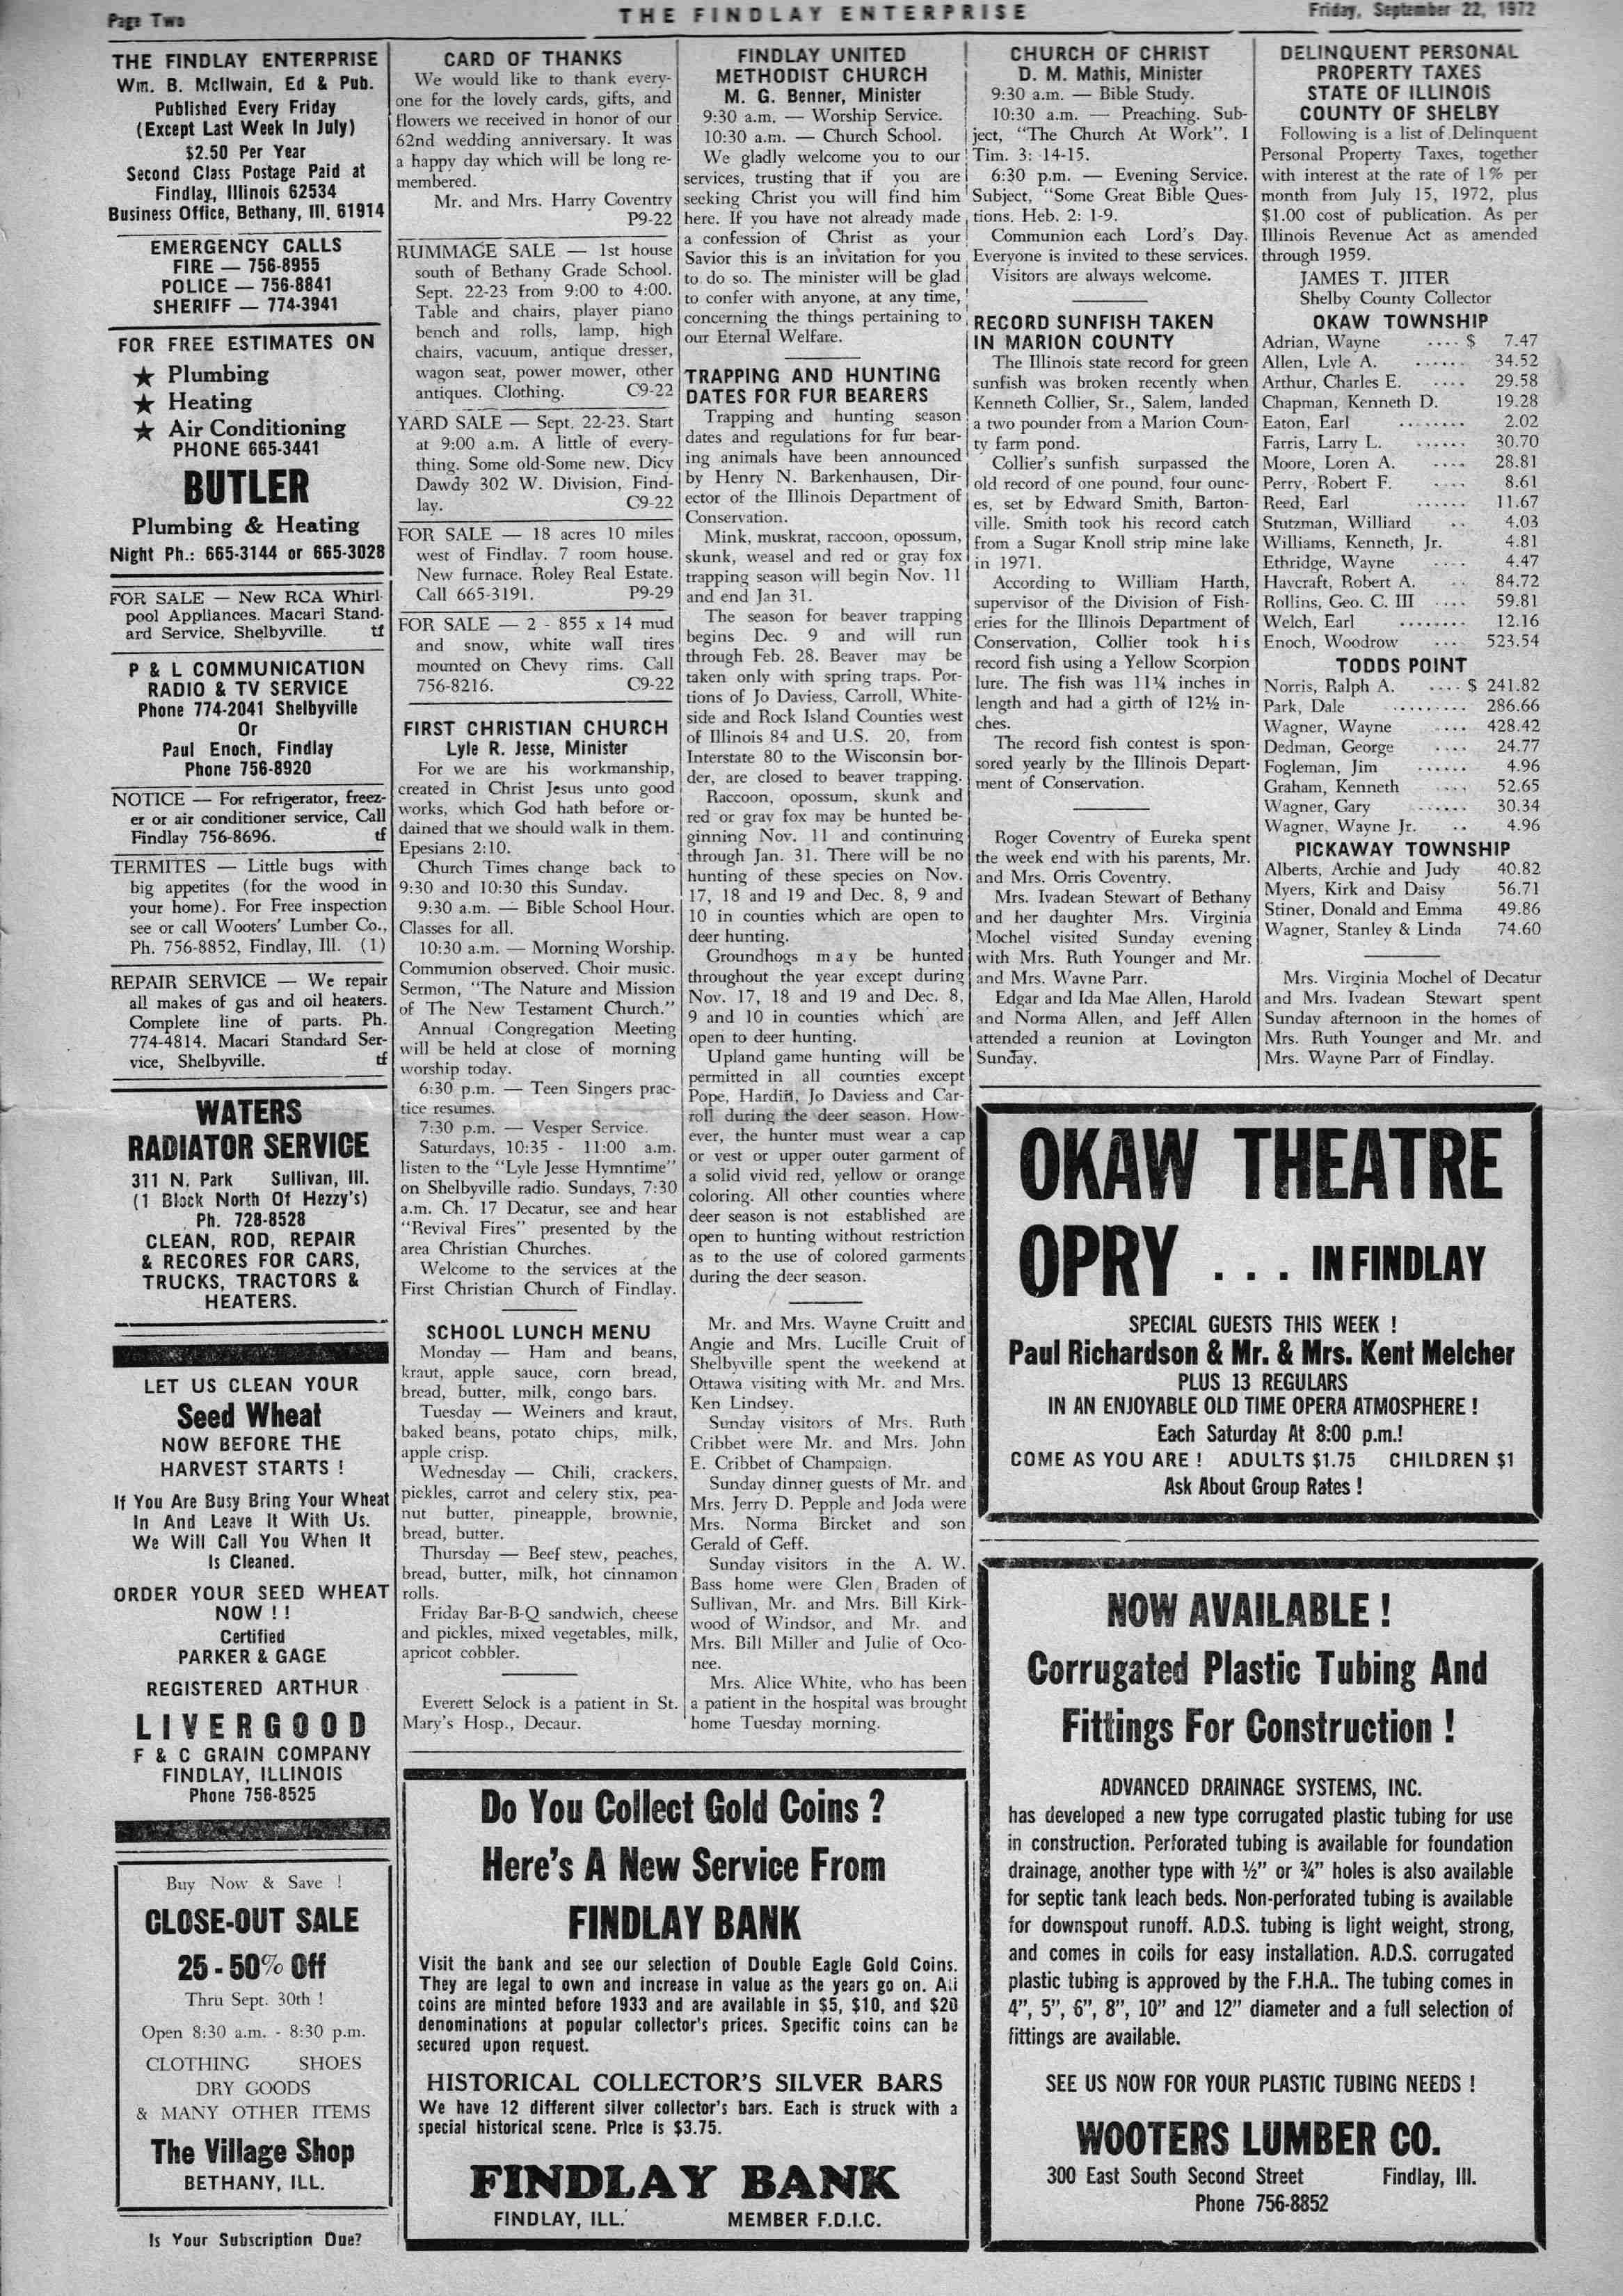 Page Two
THE FINDLAY ENTERPRISE
Friday, September 22, 1972
THE FINDLAY ENTERPRISE
Wm. B. McIlwain, Ed & Pub.
Published Every Friday
(Except Last Week In July)
$2.50 Per Year
Second Class Postage Paid at
Findlay, Illinois 62534
Business Office, Bethany, Ill. 61914
EMERGENCY CALLS
FIRE — 756-8955
POLICE — 756-8841
SHERIFF — 774-3941
FOR FREE ESTIMATES ON
★ Plumbing
★ Heating
★ Air Conditioning
PHONE 665-3441
BUTLER
Plumbing & Heating
Night Ph.: 665-3144 or 665-3028
FOR SALE — New RCA Whirl-
pool Appliances. Macari Stand-
ard Service, Shelbyville. tf
P & L COMMUNICATION
RADIO & TV SERVICE
Phone 774-2041 Shelbyville
Or
Paul Enoch, Findlay
Phone 756-8920
NOTICE — For refrigerator, freez-
er or air conditioner service, Call
Findlay 756-8696. tf
TERMITES — Little bugs with
big appetites (for the wood in
your home). For Free inspection
see or call Wooters' Lumber Co.,
Ph. 756-8852, Findlay, Ill. (1)
REPAIR SERVICE — We repair
all makes of gas and oil heaters.
Complete line of parts. Ph.
774-4814. Macari Standard Ser-
vice, Shelbyville. tf
WATERS
RADIATOR SERVICE
311 N. Park Sullivan, Ill.
(1 Block North Of Hezzy's)
Ph. 728-8528
CLEAN, ROD, REPAIR
& RECORES FOR CARS,
TRUCKS, TRACTORS &
HEATERS.
LET US CLEAN YOUR
Seed Wheat
NOW BEFORE THE
HARVEST STARTS !
If You Are Busy Bring Your Wheat
In And Leave It With Us.
We Will Call You When It
Is Cleaned.
ORDER YOUR SEED WHEAT
NOW ! !
Certified
PARKER & GAGE
REGISTERED ARTHUR
LIVERGOOD
F & C GRAIN COMPANY
FINDLAY, ILLINOIS
Phone 756-8525
Buy Now & Save !
CLOSE-OUT SALE
25 - 50% Off
Thru Sept. 30th !
Open 8:30 a.m. - 8:30 p.m.
CLOTHING SHOES
DRY GOODS
& MANY OTHER ITEMS
The Village Shop
BETHANY, ILL.
Is Your Subscription Due?
CARD OF THANKS
We would like to thank every-
one for the lovely cards, gifts, and
flowers we received in honor of our
62nd wedding anniversary. It was
a happy day which will be long re-
membered.
Mr. and Mrs. Harry Coventry
P9-22
RUMMAGE SALE — 1st house
south of Bethany Grade School.
Sept. 22-23 from 9:00 to 4:00.
Table and chairs, player piano
bench and rolls, lamp, high
chairs, vacuum, antique dresser,
wagon seat, power mower, other
antiques. Clothing. C9-22
YARD SALE — Sept. 22-23. Start
at 9:00 a.m. A little of every-
thing. Some old-Some new. Dicy
Dawdy 302 W. Division, Find-
lay. C9-22
FOR SALE — 18 acres 10 miles
west of Findlay. 7 room house.
New furnace. Roley Real Estate.
Call 665-3191. P9-29
FOR SALE — 2 - 855 x 14 mud
and snow, white wall tires
mounted on Chevy rims. Call
756-8216. C9-22
FIRST CHRISTIAN CHURCH
Lyle R. Jesse, Minister
For we are his workmanship,
created in Christ Jesus unto good
works, which God hath before or-
dained that we should walk in them.
Epesians 2:10.
Church Times change back to
9:30 and 10:30 this Sunday.
9:30 a.m. — Bible School Hour.
Classes for all.
10:30 a.m. — Morning Worship.
Communion observed. Choir music.
Sermon, "The Nature and Mission
of The New Testament Church."
Annual Congregation Meeting
will be held at close of morning
worship today.
6:30 p.m. — Teen Singers prac-
tice resumes.
7:30 p.m. — Vesper Service.
Saturdays, 10:35 - 11:00 a.m.
listen to the "Lyle Jesse Hymntime"
on Shelbyville radio. Sundays, 7:30
a.m. Ch. 17 Decatur, see and hear
"Revival Fires" presented by the
area Christian Churches.
Welcome to the services at the
First Christian Church of Findlay.
SCHOOL LUNCH MENU
Monday — Ham and beans,
kraut, apple sauce, corn bread,
bread, butter, milk, congo bars.
Tuesday — Weiners and kraut,
baked beans, potato chips, milk,
apple crisp.
Wednesday — Chili, crackers,
pickles, carrot and celery stix, pea-
nut butter, pineapple, brownie,
bread, butter.
Thursday — Beef stew, peaches,
bread, butter, milk, hot cinnamon
rolls.
Friday Bar-B-Q sandwich, cheese
and pickles, mixed vegetables, milk,
apricot cobbler.
Everett Selock is a patient in St.
Mary's Hosp., Decaur.
FINDLAY UNITED
METHODIST CHURCH
M. G. Benner, Minister
9:30 a.m. — Worship Service.
10:30 a.m. — Church School.
We gladly welcome you to our
services, trusting that if you are
seeking Christ you will find him
here. If you have not already made
a confession of Christ as your
Savior this is an invitation for you
to do so. The minister will be glad
to confer with anyone, at any time,
concerning the things pertaining to
our Eternal Welfare.
TRAPPING AND HUNTING
DATES FOR FUR BEARERS
Trapping and hunting season
dates and regulations for fur bear-
ing animals have been announced
by Henry N. Barkenhausen, Dir-
ector of the Illinois Department of
Conservation.
Mink, muskrat, raccoon, opossum,
skunk, weasel and red or gray fox
trapping season will begin Nov. 11
and end Jan 31.
The season for beaver trapping
begins Dec. 9 and will run
through Feb. 28. Beaver may be
taken only with spring traps. Por-
tions of Jo Daviess, Carroll, White-
side and Rock Island Counties west
of Illinois 84 and U.S. 20, from
Interstate 80 to the Wisconsin bor-
der, are closed to beaver trapping.
Raccoon, opossum, skunk and
red or gray fox may be hunted be-
ginning Nov. 11 and continuing
through Jan. 31. There will be no
hunting of these species on Nov.
17, 18 and 19 and Dec. 8, 9 and
10 in counties which are open to
deer hunting.
Groundhogs may be hunted
throughout the year except during
Nov. 17, 18 and 19 and Dec. 8,
9 and 10 in counties which are
open to deer hunting.
Upland game hunting will be
permitted in all counties except
Pope, Hardin, Jo Daviess and Car-
roll during the deer season. How-
ever, the hunter must wear a cap
or vest or upper outer garment of
a solid vivid red, yellow or orange
coloring. All other counties where
deer season is not established are
open to hunting without restriction
as to the use of colored garments
during the deer season.
Mr. and Mrs. Wayne Cruitt and
Angie and Mrs. Lucille Cruit of
Shelbyville spent the weekend at
Ottawa visiting with Mr. and Mrs.
Ken Lindsey.
Sunday visitors of Mrs. Ruth
Cribbet were Mr. and Mrs. John
E. Cribbet of Champaign.
Sunday dinner guests of Mr. and
Mrs. Jerry D. Pepple and Joda were
Mrs. Norma Bircket and son
Gerald of Geff.
Sunday visitors in the A. W.
Bass home were Glen Braden of
Sullivan, Mr. and Mrs. Bill Kirk-
wood of Windsor, and Mr. and
Mrs. Bill Miller and Julie of Oco-
nee.
Mrs. Alice White, who has been
a patient in the hospital was brought
home Tuesday morning.
Do You Collect Gold Coins ?
Here's A New Service From
FINDLAY BANK
Visit the bank and see our selection of Double Eagle Gold Coins.
They are legal to own and increase in value as the years go on. All
coins are minted before 1933 and are available in $5, $10, and $20
denominations at popular collector's prices. Specific coins can be
secured upon request.
HISTORICAL COLLECTOR'S SILVER BARS
We have 12 different silver collector's bars. Each is struck with a
special historical scene. Price is $3.75.
FINDLAY BANK
FINDLAY, ILL. MEMBER F.D.I.C.
CHURCH OF CHRIST
D. M. Mathis, Minister
9:30 a.m. — Bible Study.
10:30 a.m. — Preaching. Sub-
ject, "The Church At Work". I
Tim. 3: 14-15.
6:30 p.m. — Evening Service.
Subject, "Some Great Bible Ques-
tions. Heb. 2: 1-9.
Communion each Lord's Day.
Everyone is invited to these services.
Visitors are always welcome.
RECORD SUNFISH TAKEN
IN MARION COUNTY
The Illinois state record for green
sunfish was broken recently when
Kenneth Collier, Sr., Salem, landed
a two pounder from a Marion Coun-
ty farm pond.
Collier's sunfish surpassed the
old record of one pound, four ounc-
es, set by Edward Smith, Barton-
ville. Smith took his record catch
from a Sugar Knoll strip mine lake
in 1971.
According to William Harth,
supervisor of the Division of Fish-
eries for the Illinois Department of
Conservation, Collier took his
record fish using a Yellow Scorpion
lure. The fish was 11¼ inches in
length and had a girth of 12½ in-
ches.
The record fish contest is spon-
sored yearly by the Illinois Depart-
ment of Conservation.
Roger Coventry of Eureka spent
the week end with his parents, Mr.
and Mrs. Orris Coventry.
Mrs. Ivadean Stewart of Bethany
and her daughter Mrs. Virginia
Mochel visited Sunday evening
with Mrs. Ruth Younger and Mr.
and Mrs. Wayne Parr.
Edgar and Ida Mae Allen, Harold
and Norma Allen, and Jeff Allen
attended a reunion at Lovington
Sunday.
DELINQUENT PERSONAL
PROPERTY TAXES
STATE OF ILLINOIS
COUNTY OF SHELBY
Following is a list of Delinquent
Personal Property Taxes, together
with interest at the rate of 1% per
month from July 15, 1972, plus
$1.00 cost of publication. As per
Illinois Revenue Act as amended
through 1959.
JAMES T. JITER
Shelby County Collector
OKAW TOWNSHIP
Adrian, Wayne .... $ 7.47
Allen, Lyle A. ...... 34.52
Arthur, Charles E. .... 29.58
Chapman, Kenneth D. 19.28
Eaton, Earl ........ 2.02
Farris, Larry L. ...... 30.70
Moore, Loren A. .... 28.81
Perry, Robert F. .... 8.61
Reed, Earl ...... 11.67
Stutzman, Williard .. 4.03
Williams, Kenneth, Jr. 4.81
Ethridge, Wayne .... 4.47
Havcraft, Robert A. .. 84.72
Rollins, Geo. C. III .... 59.81
Welch, Earl ........ 12.16
Enoch, Woodrow ... 523.54
TODDS POINT
Norris, Ralph A. .... $ 241.82
Park, Dale ......... 286.66
Wagner, Wayne .... 428.42
Dedman, George .... 24.77
Fogleman, Jim ...... 4.96
Graham, Kenneth .... 52.65
Wagner, Gary ...... 30.34
Wagner, Wayne Jr. .. 4.96
PICKAWAY TOWNSHIP
Alberts, Archie and Judy 40.82
Myers, Kirk and Daisy 56.71
Stiner, Donald and Emma 49.86
Wagner, Stanley & Linda 74.60
Mrs. Virginia Mochel of Decatur
and Mrs. Ivadean Stewart spent
Sunday afternoon in the homes of
Mrs. Ruth Younger and Mr. and
Mrs. Wayne Parr of Findlay.
OKAW THEATRE
OPRY . . . IN FINDLAY
SPECIAL GUESTS THIS WEEK !
Paul Richardson & Mr. & Mrs. Kent Melcher
PLUS 13 REGULARS
IN AN ENJOYABLE OLD TIME OPERA ATMOSPHERE !
Each Saturday At 8:00 p.m.!
COME AS YOU ARE ! ADULTS $1.75 CHILDREN $1
Ask About Group Rates !
NOW AVAILABLE !
Corrugated Plastic Tubing And
Fittings For Construction !
ADVANCED DRAINAGE SYSTEMS, INC.
has developed a new type corrugated plastic tubing for use
in construction. Perforated tubing is available for foundation
drainage, another type with ½" or ¾" holes is also available
for septic tank leach beds. Non-perforated tubing is available
for downspout runoff. A.D.S. tubing is light weight, strong,
and comes in coils for easy installation. A.D.S. corrugated
plastic tubing is approved by the F.H.A.. The tubing comes in
4", 5", 6", 8", 10" and 12" diameter and a full selection of
fittings are available.
SEE US NOW FOR YOUR PLASTIC TUBING NEEDS !
WOOTERS LUMBER CO.
300 East South Second Street Findlay, Ill.
Phone 756-8852